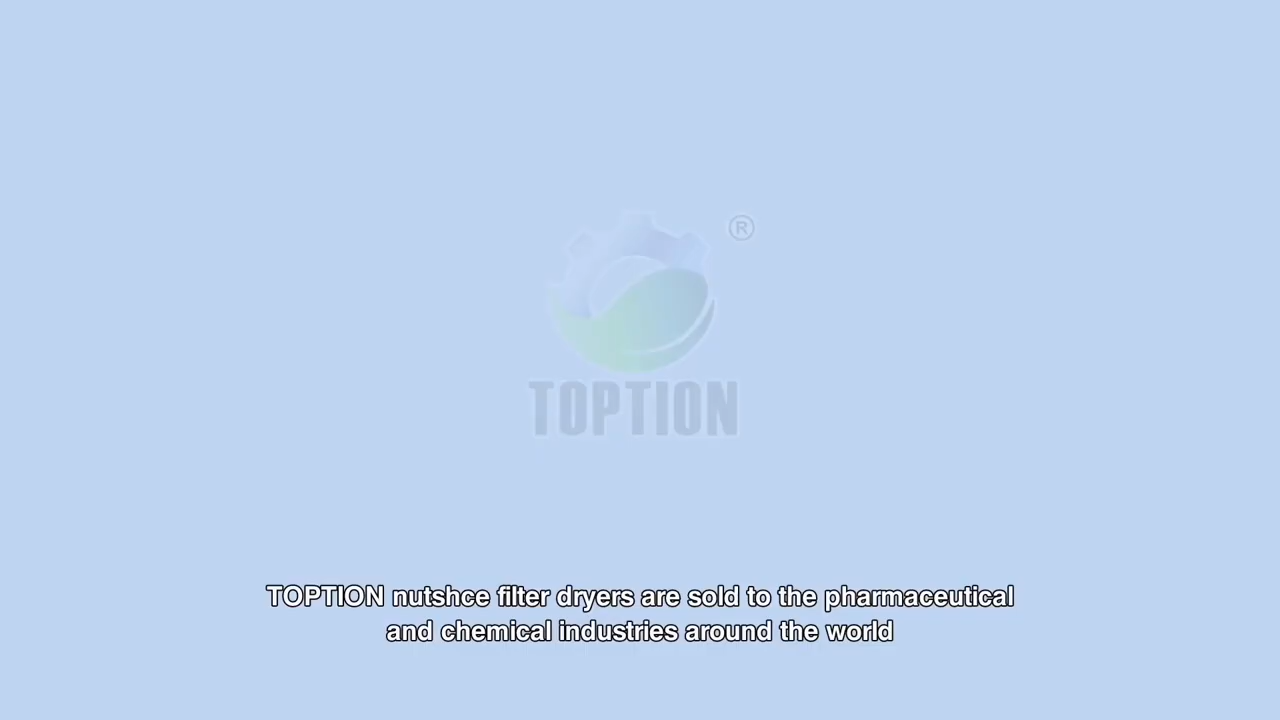 ®
TOPTION
TOPTION nutshce filter dryers are sold to the pharmaceutical
and chemical industries around the world